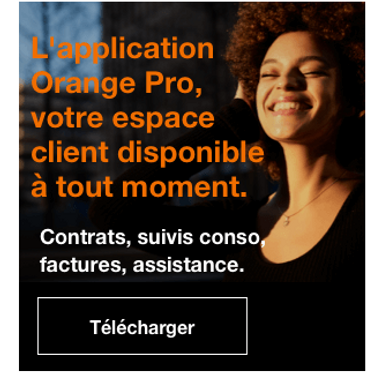 L'application
Orange Pro,
votre espace
client disponible
à tout moment.
Contrats, suivis conso,
factures, assistance.
Télécharger